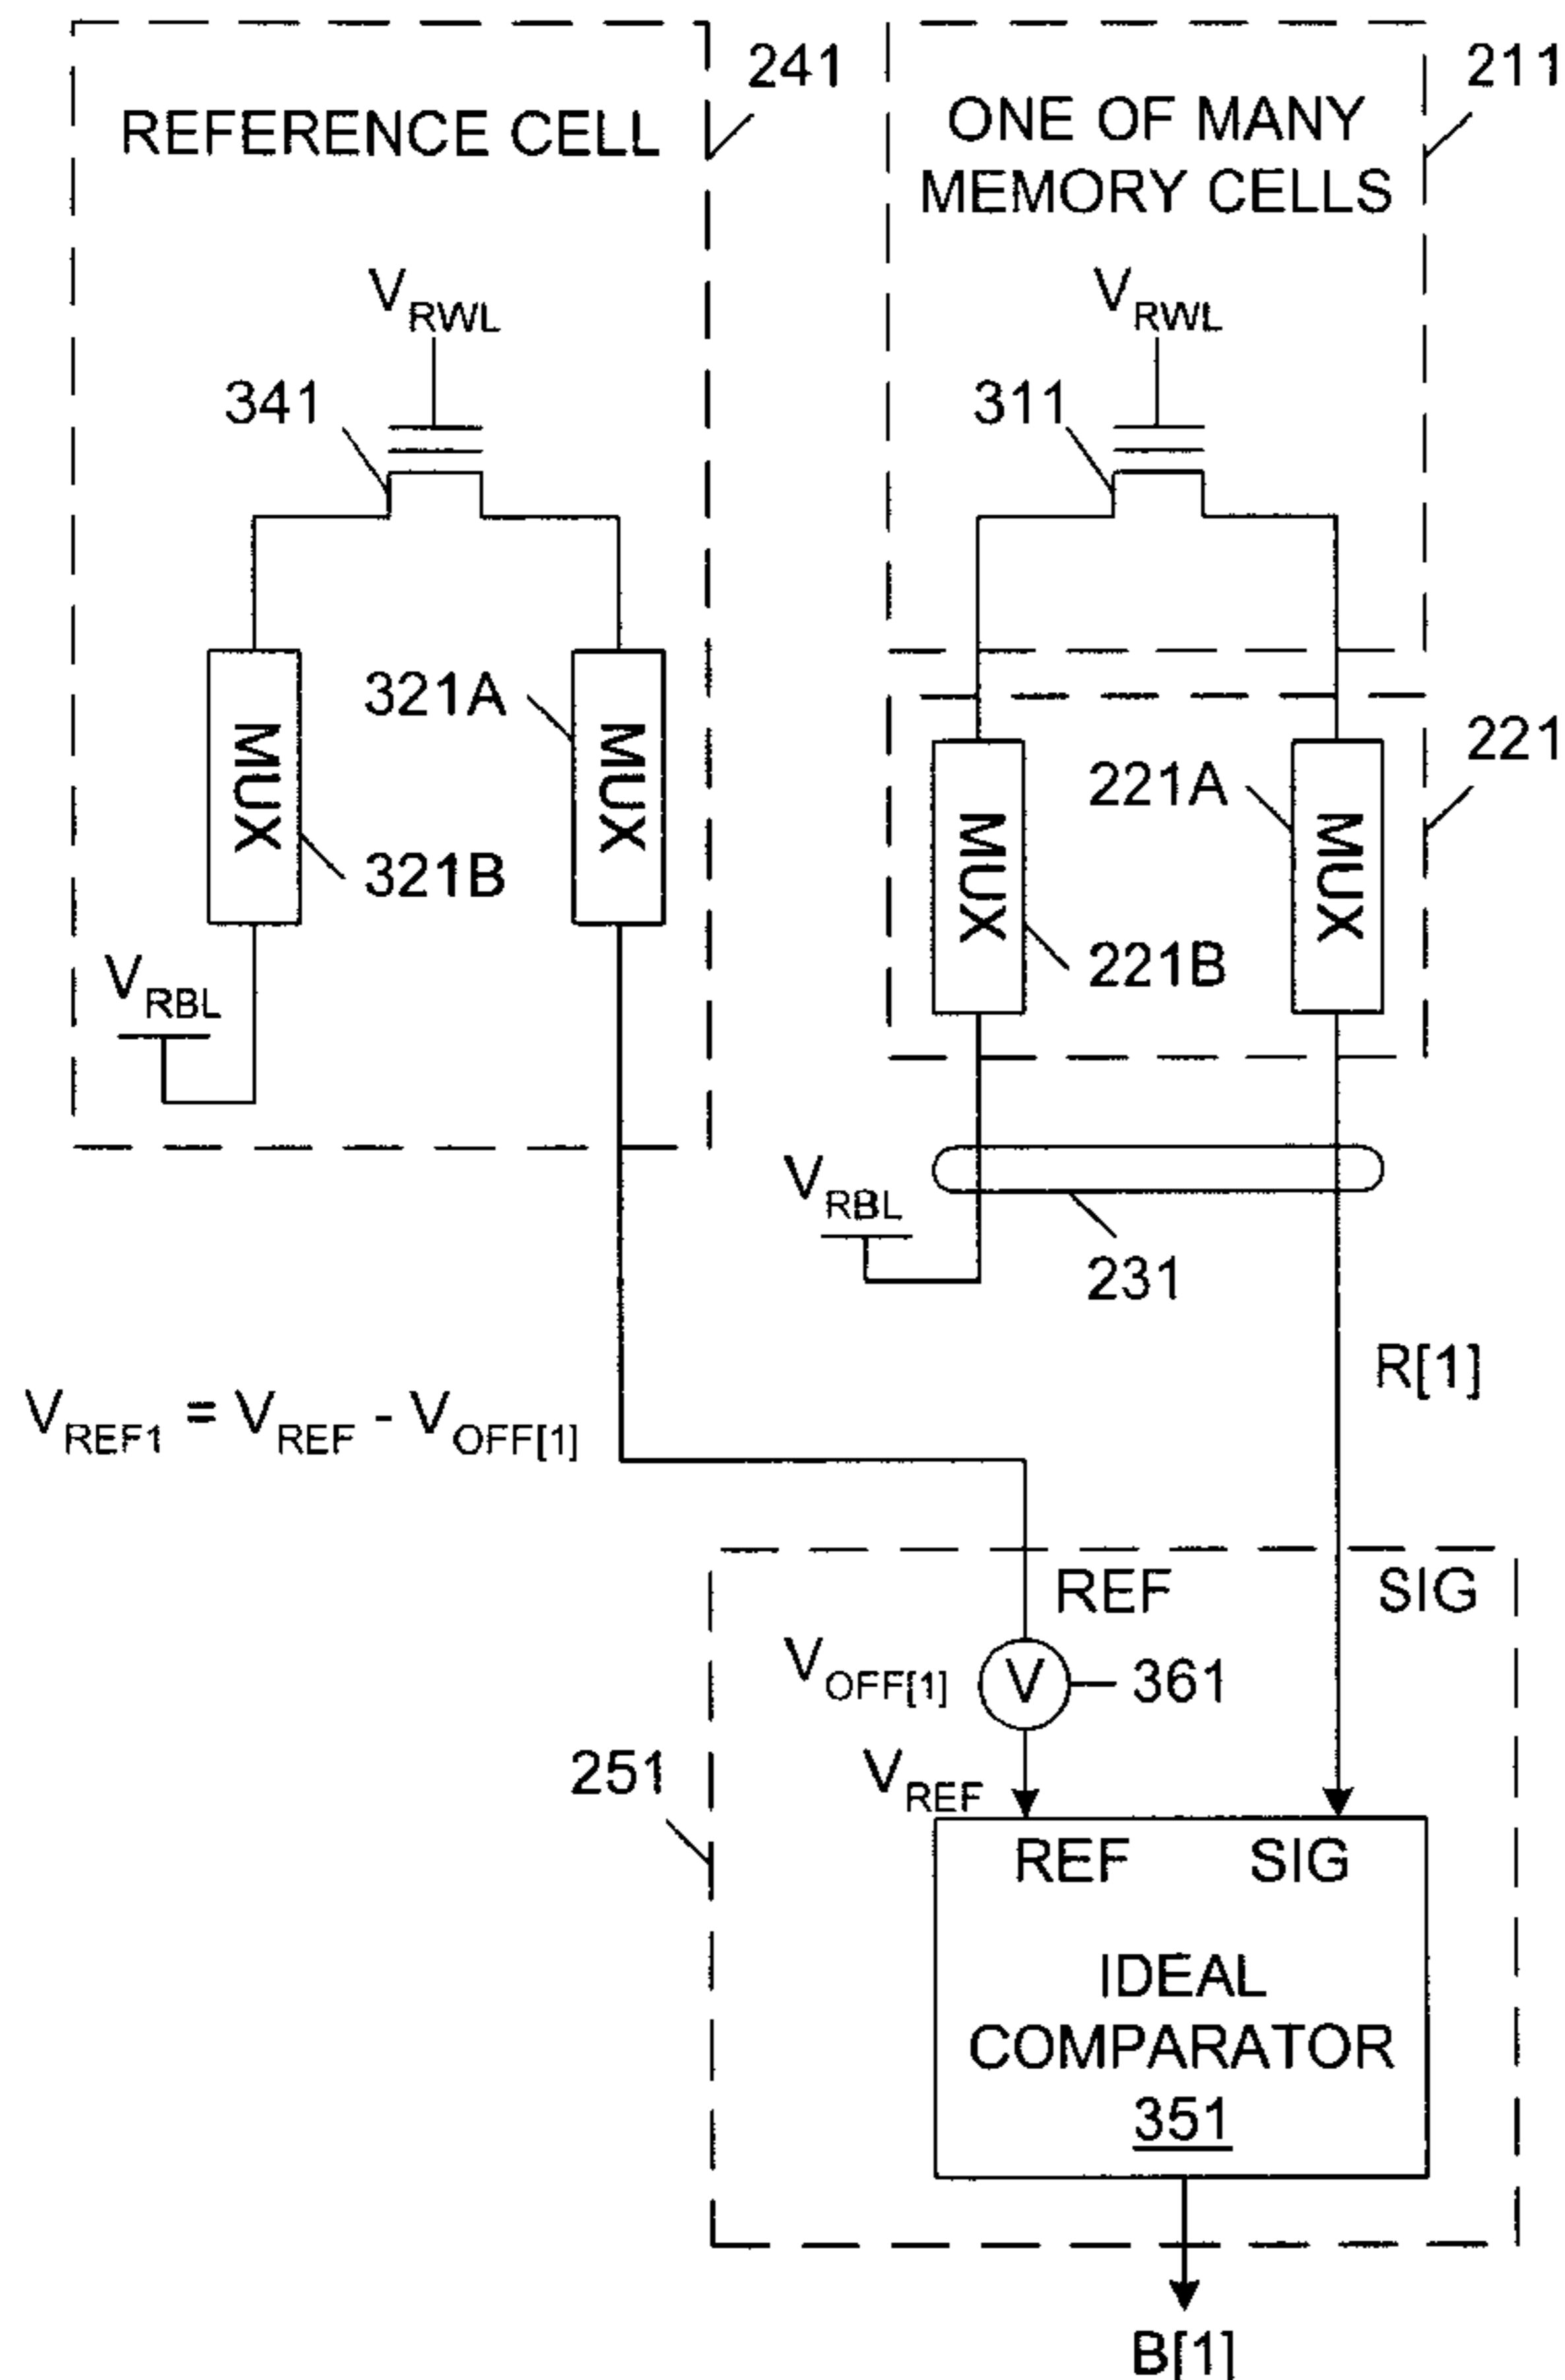 241
211
REFERENCE CELL
ONE OF MANY
MEMORY CELLS
VRWL
VRWL
341
311
321A
MUX
MUX
321B
221
221A
MUX
MUX
221B
VRBL
VRBL
231
R[1]
VREF1 = VREF - VOFF[1]
REF
SIG
VOFF[1]
V
361
251
VREF
REF
SIG
IDEAL
COMPARATOR
351
B[1]